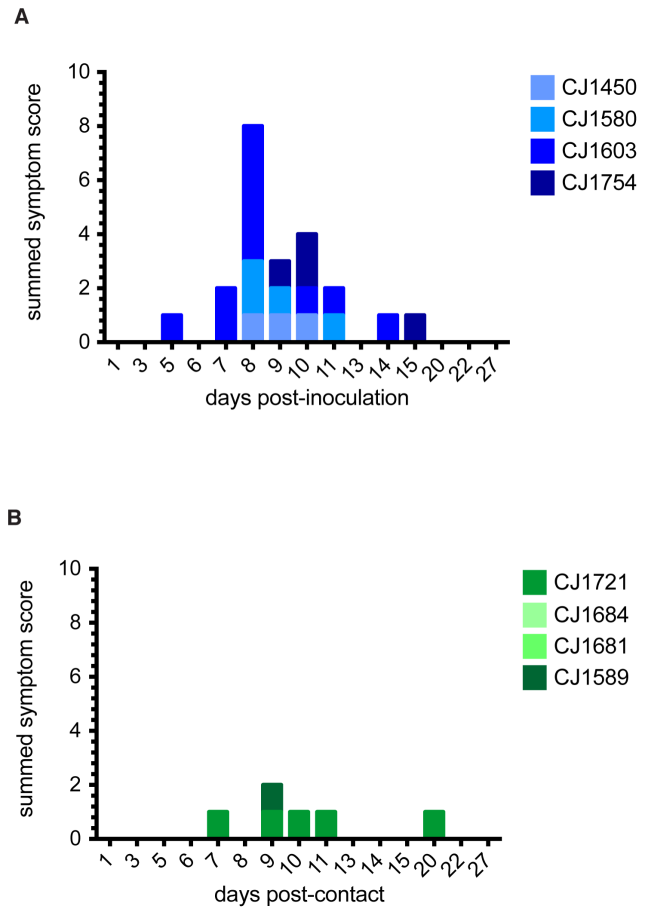 A
10
8
6
4
2
0
summed symptom score
1 3 5 6 7 8 9 10 11 13 14 15 20 22 27
days post-inoculation
CJ1450
CJ1580
CJ1603
CJ1754
B
10
8
6
4
2
0
summed symptom score
1 3 5 6 7 8 9 10 11 13 14 15 20 22 27
days post-contact
CJ1721
CJ1684
CJ1681
CJ1589